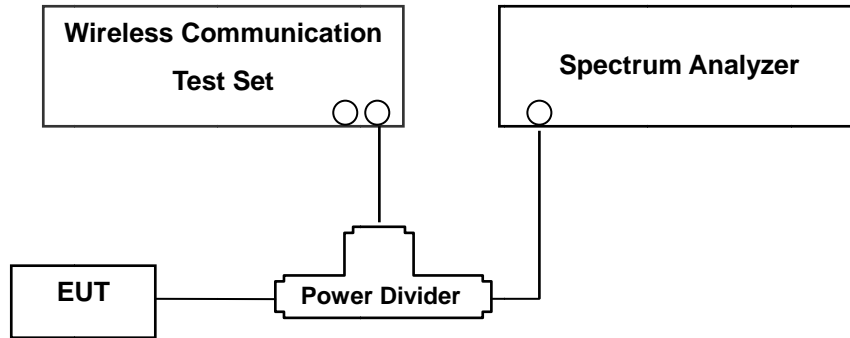 Wireless Communication
Test Set
Spectrum Analyzer
EUT
Power Divider